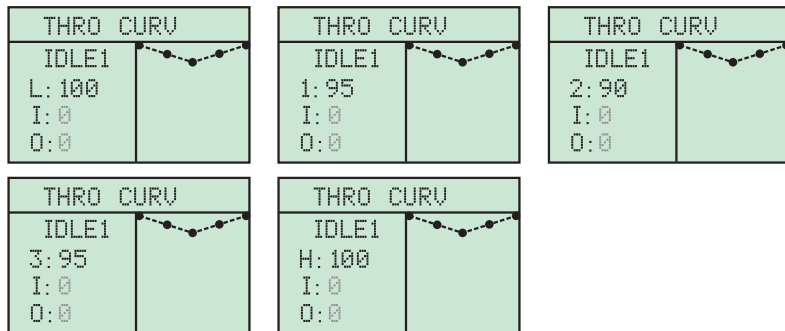 THRO CURV
IDLE1
L:100
I:0
O:0
THRO CURV
IDLE1
1:95
I:0
O:0
THRO CURV
IDLE1
2:90
I:0
O:0
THRO CURV
IDLE1
3:95
I:0
O:0
THRO CURV
IDLE1
H:100
I:0
O:0